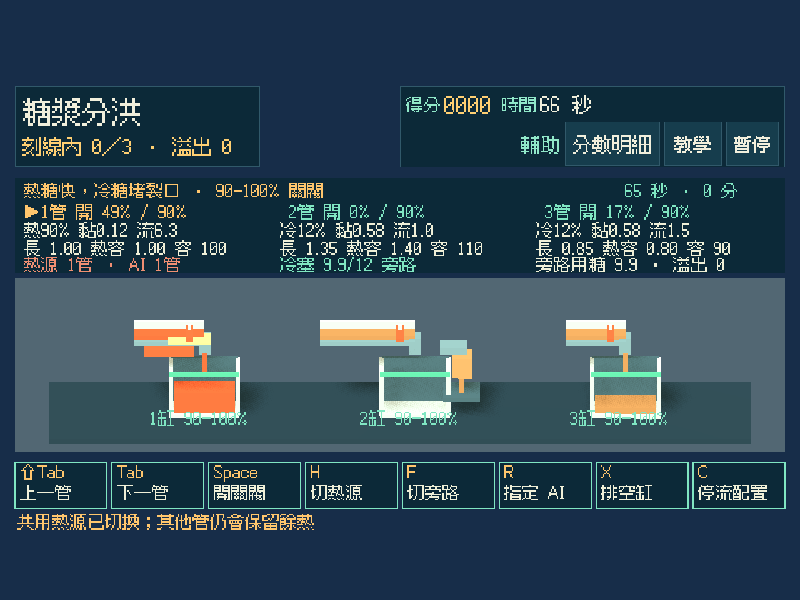 糖漿分洪
刻線內 0/3 · 溢出 0
得分0000 時間66 秒
輔助 分數明細 教學 暫停
熱糖快，冷糖堵裂口 · 90-100% 關閥
65 秒 · 0 分
▶1管 開 49% / 90%
熱90% 黏0.12 流6.3
長 1.00 熱容 1.00 容 100
熱源 1管 · AI 1管
2管 開 0% / 90%
冷12% 黏0.58 流1.0
長 1.35 熱容 1.40 容 110
冷塞 9.9/12 旁路
3管 開 17% / 90%
冷12% 黏0.58 流1.5
長 0.85 熱容 0.80 容 90
旁路用糖 9.9 · 溢出 0
1缸 90-100%
2缸 90-100%
3缸 90-100%
⇧Tab
上一管
Tab
下一管
Space
開關閥
H
切熱源
F
切旁路
R
指定 AI
X
排空缸
C
停流配置
共用熱源已切換；其他管仍會保留餘熱